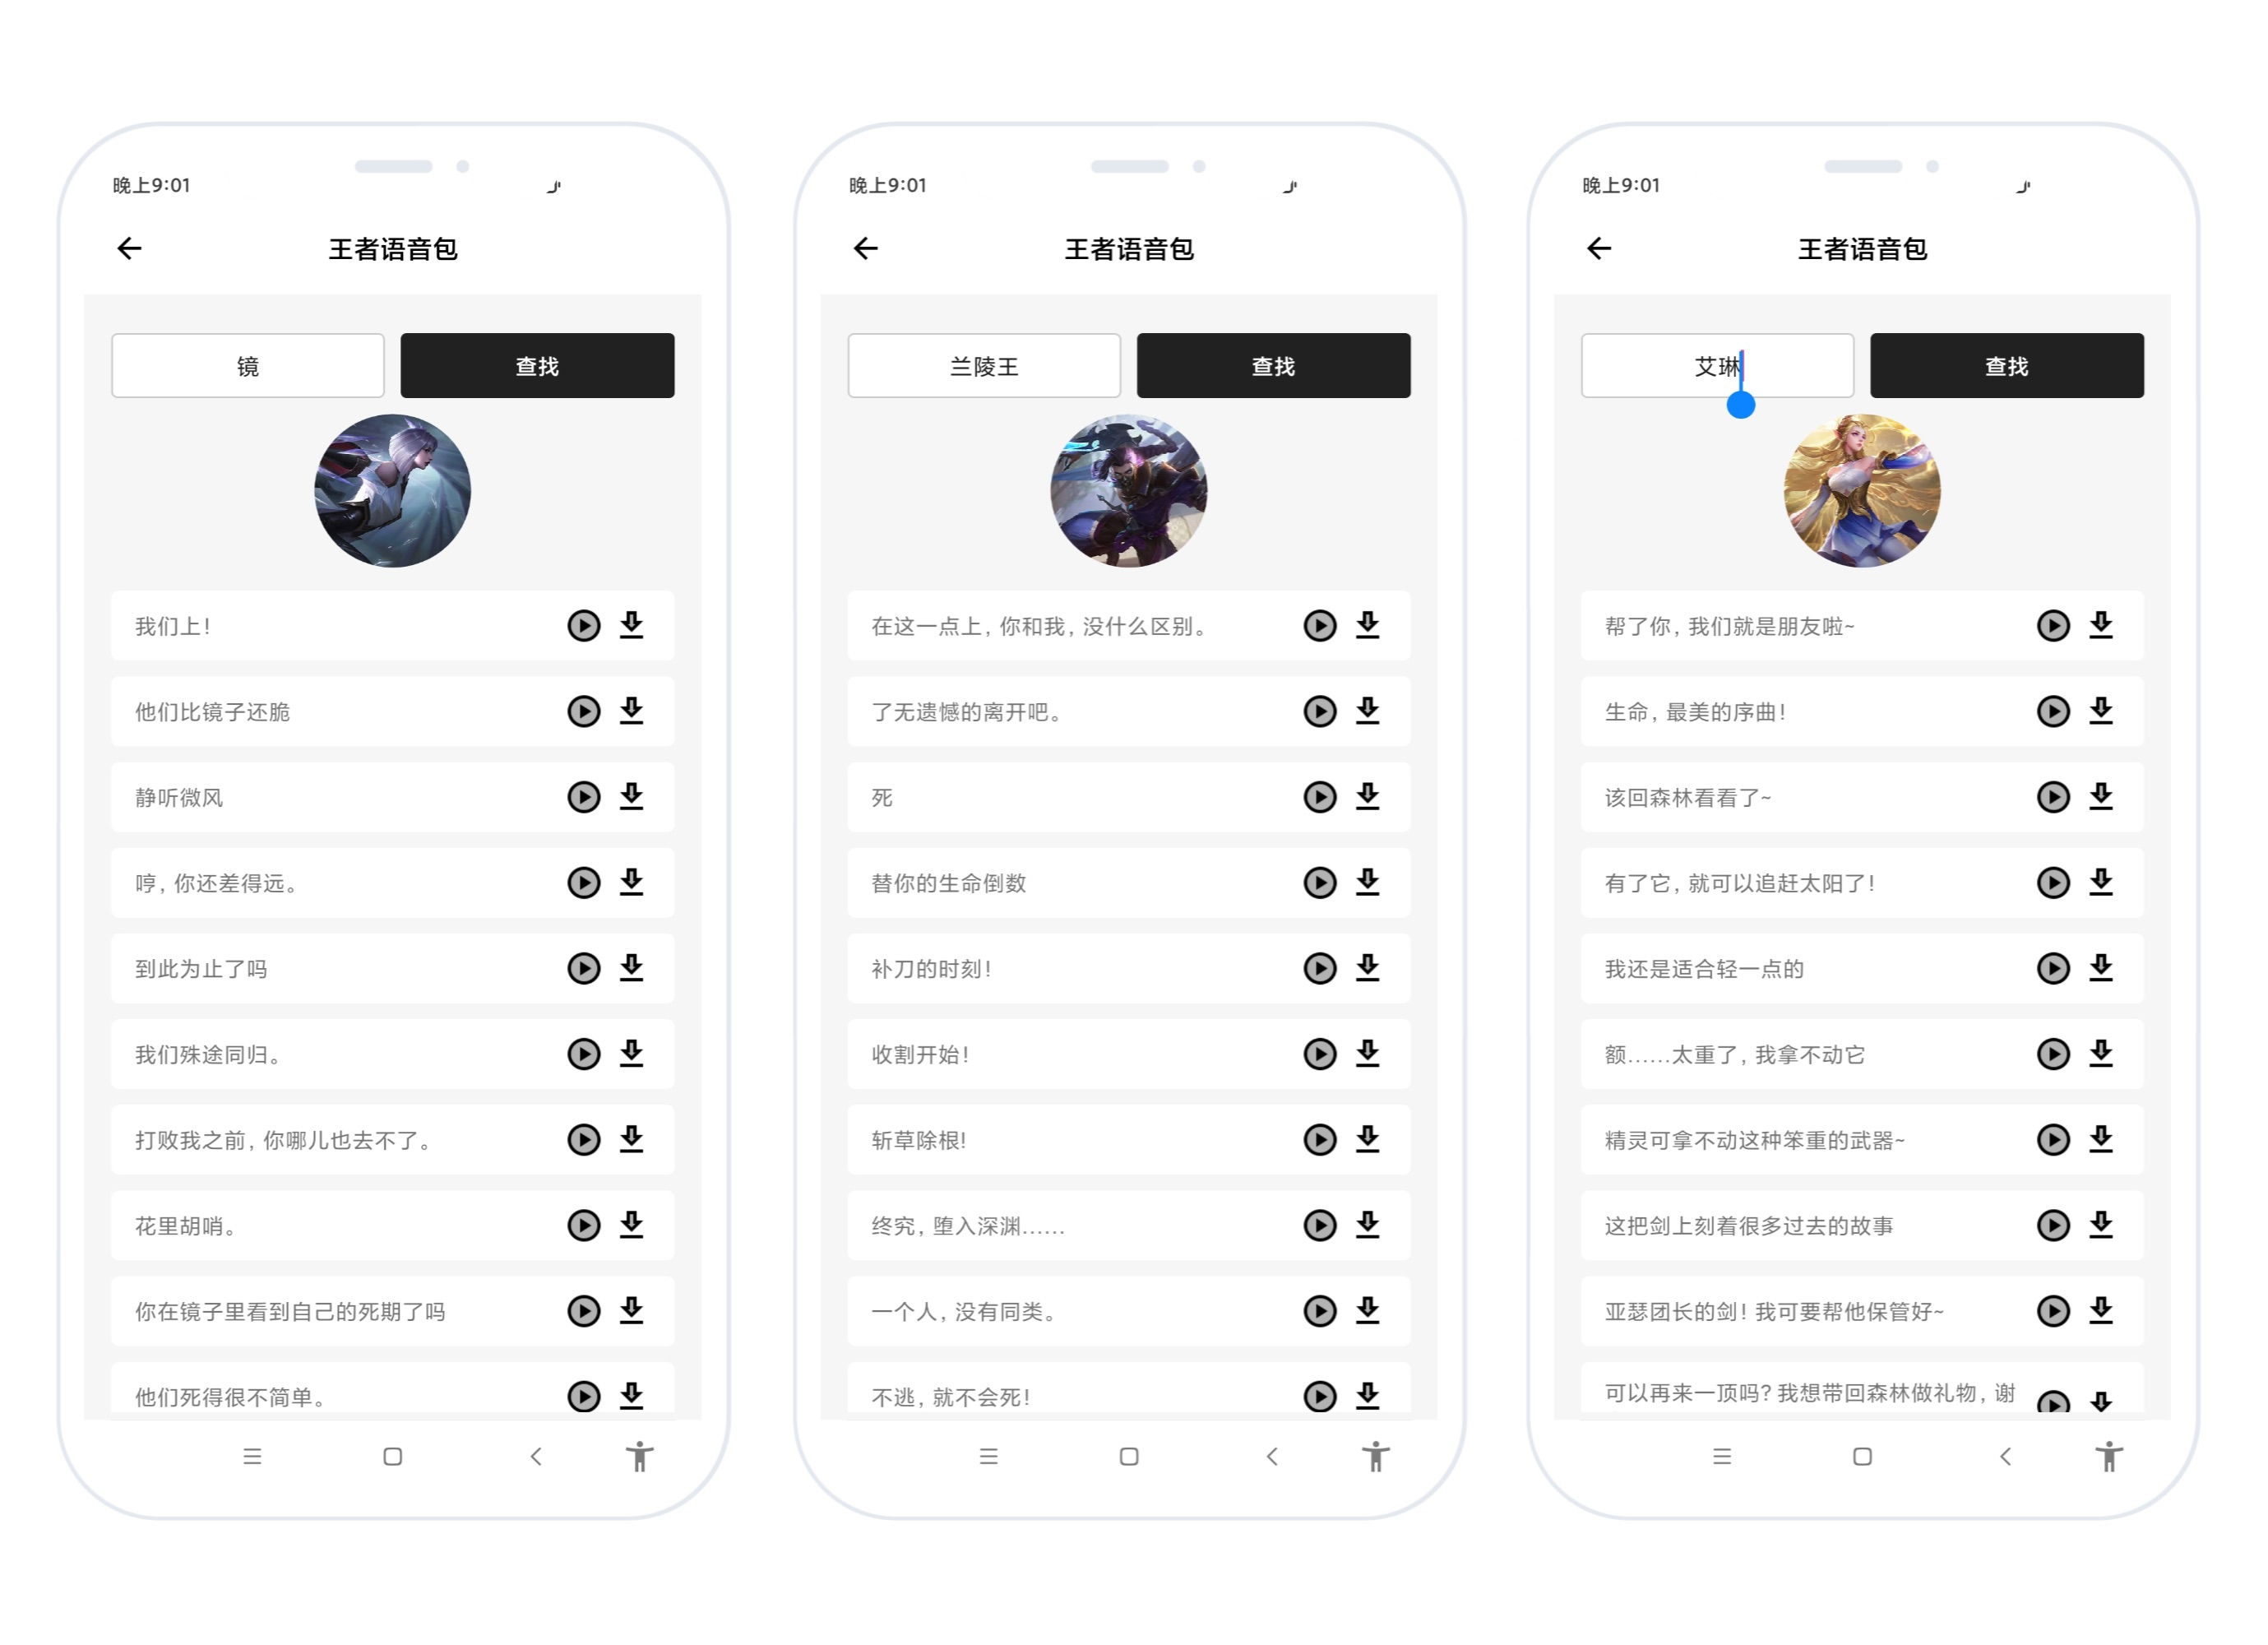 晚上9:01
王者语音包
镜
查找
我们上！
他们比镜子还脆
静听微风
哼，你还差得远。
到此为止了吗
我们殊途同归。
打败我之前，你哪儿也去不了。
花里胡哨。
你在镜子里看到自己的死期了吗
他们死得很不简单。
晚上9:01
王者语音包
兰陵王
查找
在这一点上，你和我，没什么区别。
了无遗憾的离开吧。
死
替你的生命倒数
补刀的时刻！
收割开始！
斩草除根!
终究，堕入深渊......
一个人，没有同类。
不逃，就不会死！
晚上9:01
王者语音包
艾琳
查找
帮了你，我们就是朋友啦~
生命，最美的序曲！
该回森林看看了~
有了它，就可以追赶太阳了！
我还是适合轻一点的
额......太重了，我拿不动它
精灵可拿不动这种笨重的武器~
这把剑上刻着很多过去的故事
亚瑟团长的剑！我可要帮他保管好~
可以再来一顶吗？我想带回森林做礼物，谢